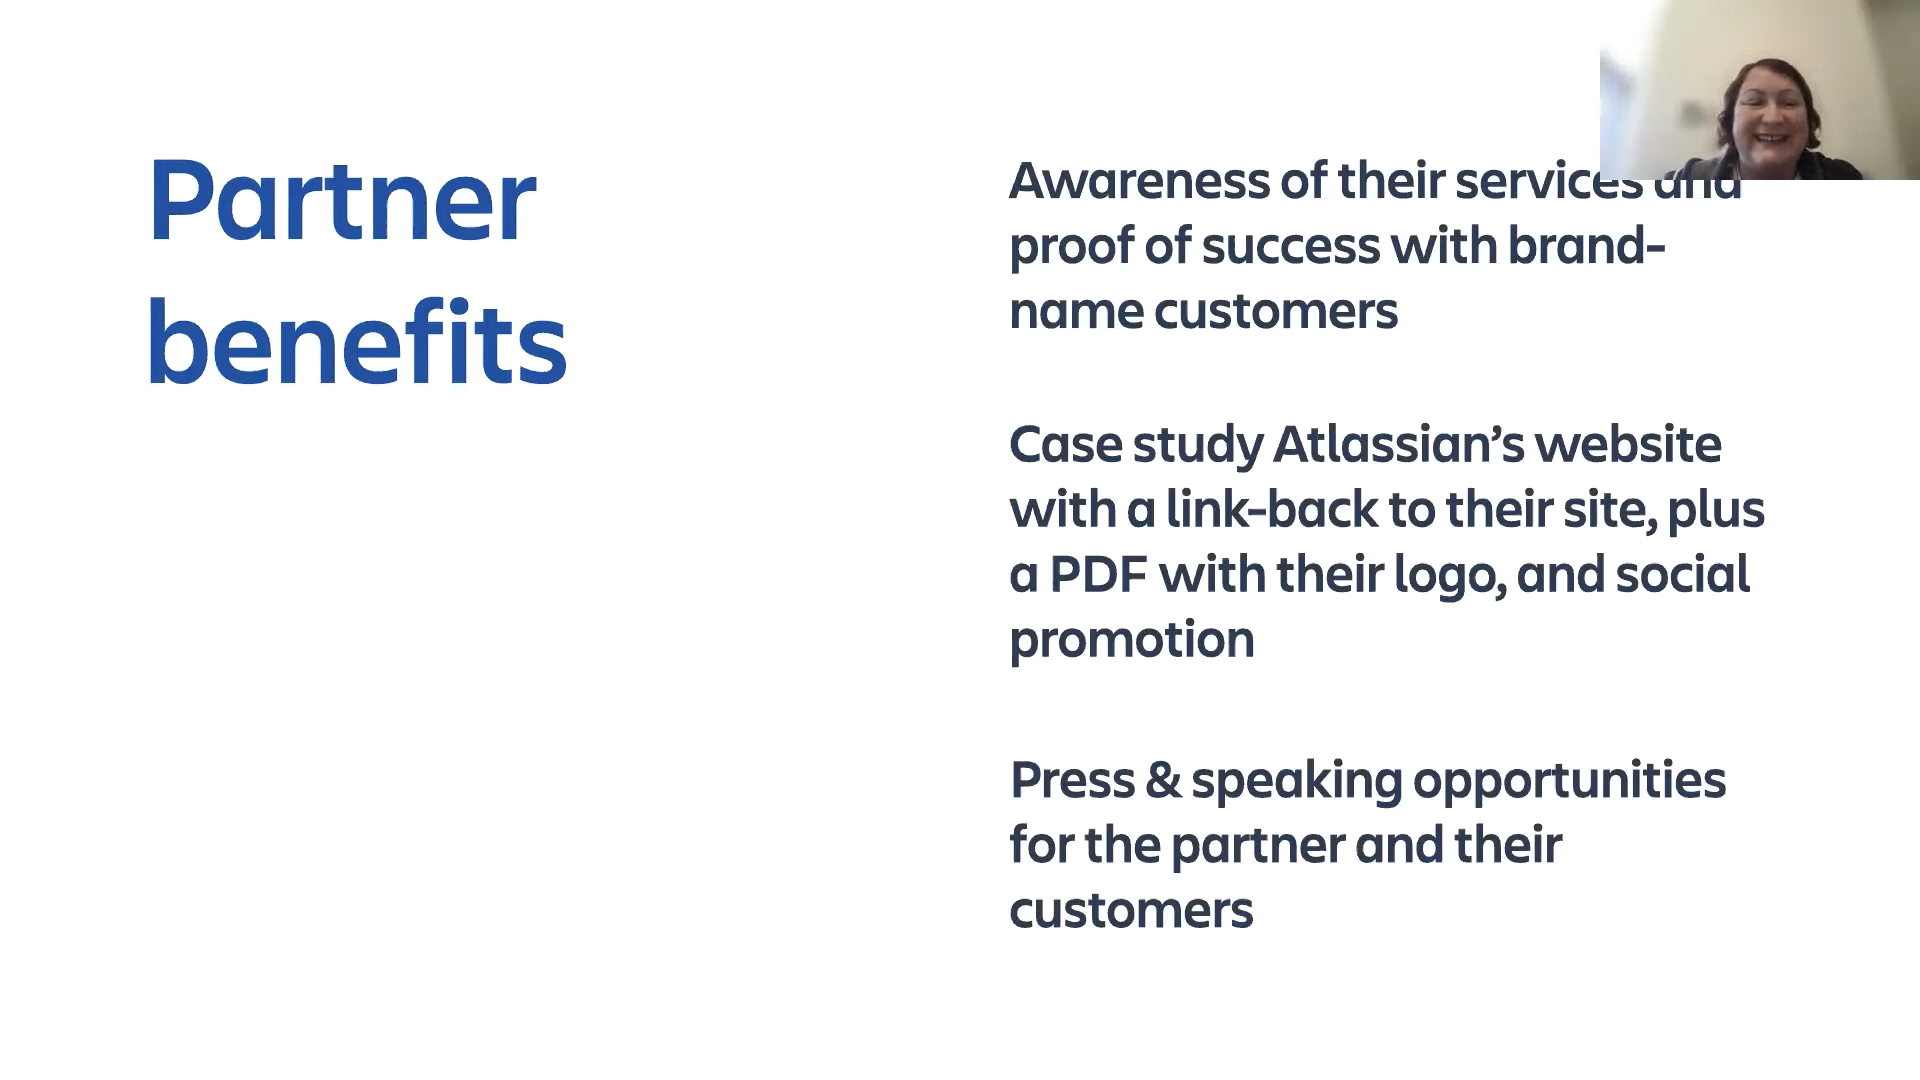 Partner
benefits
Awareness of their services and
proof of success with brand-
name customers
Case study Atlassian’s website
with a link-back to their site, plus
a PDF with their logo, and social
promotion
Press & speaking opportunities
for the partner and their
customers